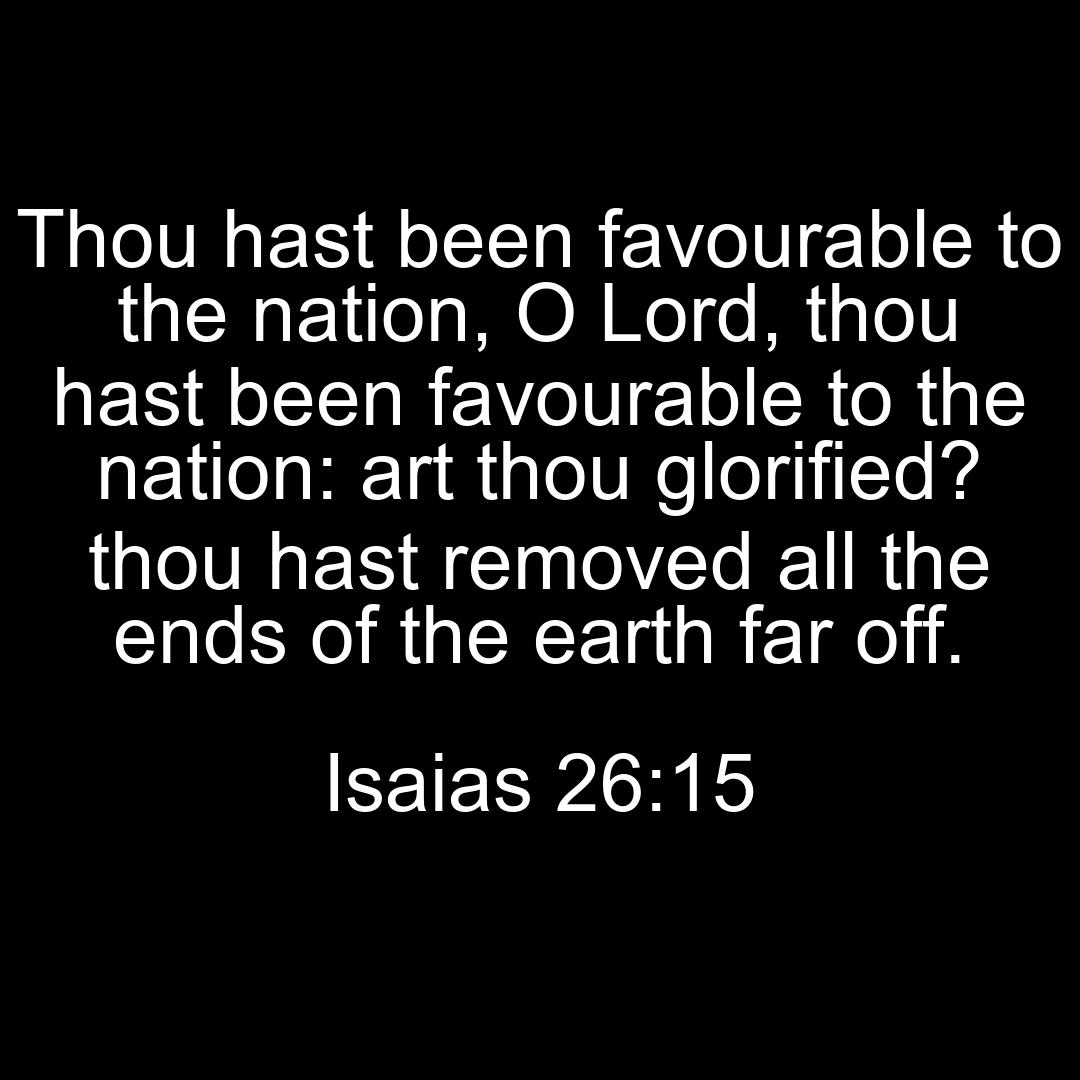 Thou hast been favourable to
the nation, O Lord, thou
hast been favourable to the
nation: art thou glorified?
thou hast removed all the
ends of the earth far off.
Isaias 26:15